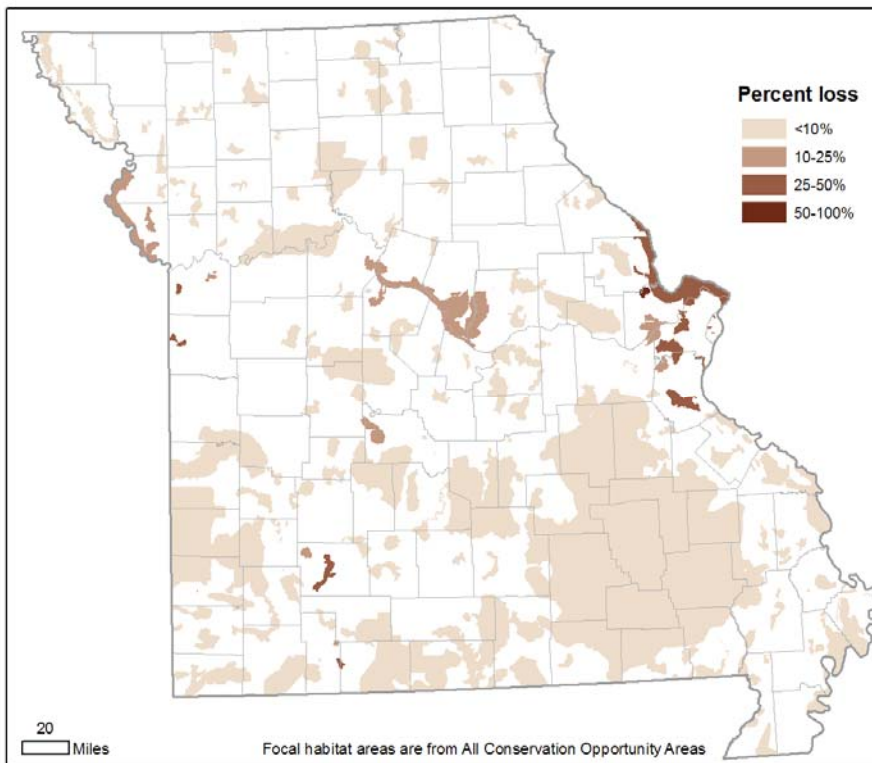 Percent loss
<10%
10-25%
25-50%
50-100%
20
Miles
Focal habitat areas are from All Conservation Opportunity Areas